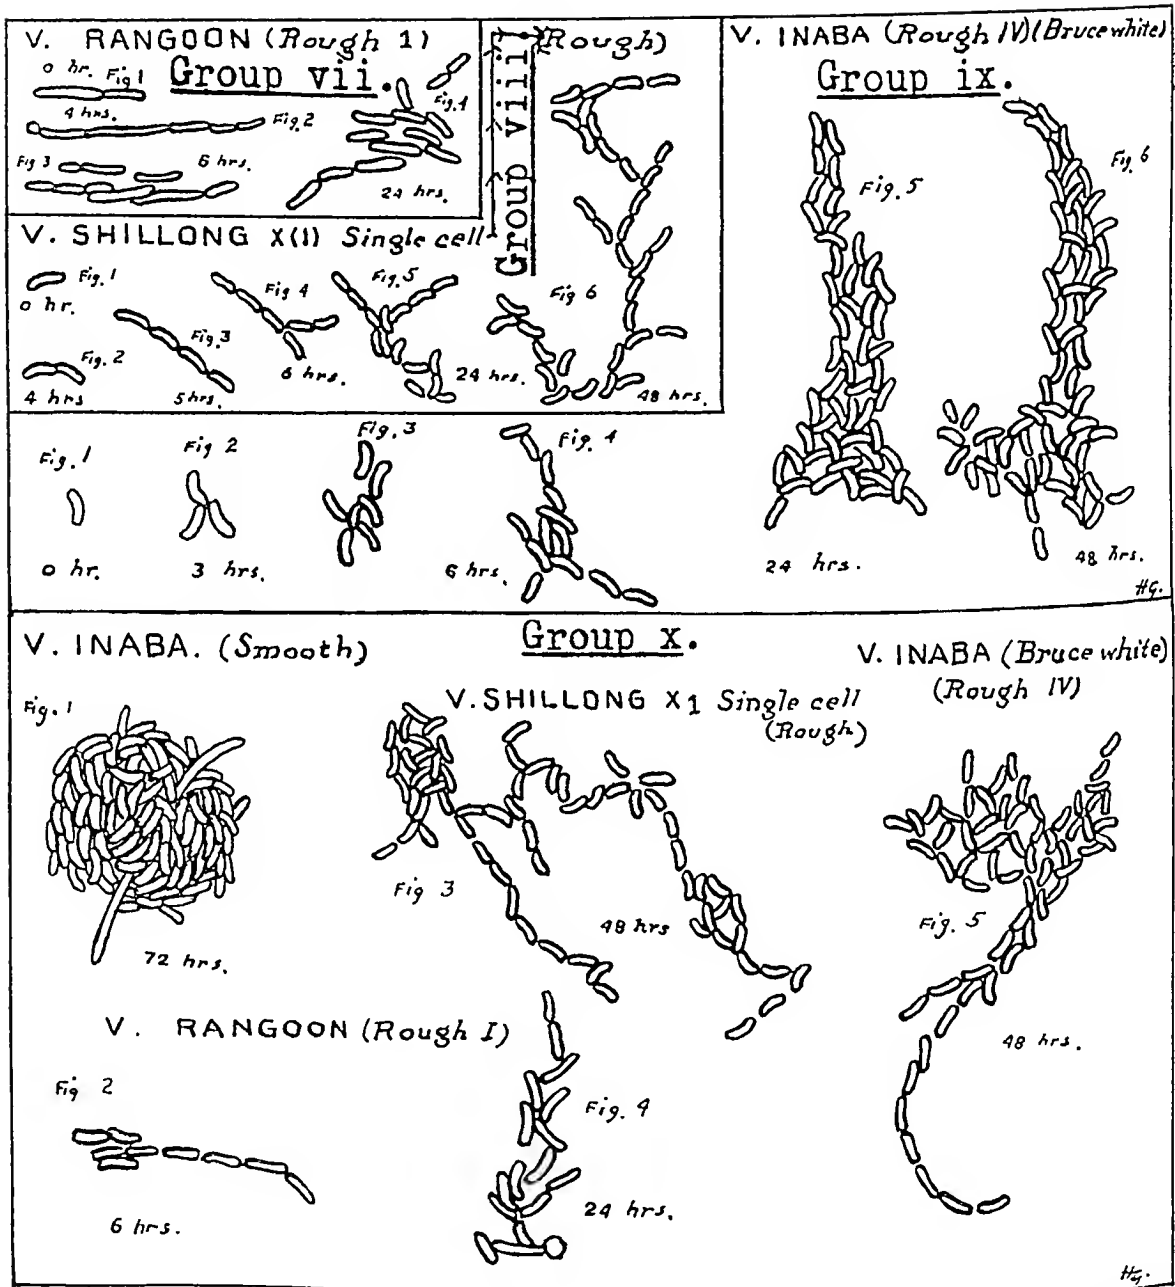 V. RANGOON (Rough 1)
Group vii.
0 hr. Fig 1
4 hrs.
Fig. 2
Fig 3
6 hrs.
Fig. 4
24 hrs.
V. SHILLONG X(1) Single cell (Rough)
Group viii
Fig. 1
0 hr.
Fig. 2
4 hrs
Fig. 3
5 hrs.
Fig 4
6 hrs.
Fig. 5
24 hrs.
Fig 6
48 hrs.
V. INABA (Rough IV) (Bruce white)
Group ix.
Fig. 1
0 hr.
Fig 2
3 hrs.
Fig. 3
Fig. 4
6 hrs.
Fig. 5
24 hrs.
Fig. 6
48 hrs.
HG.
Group x.
V. INABA. (Smooth)
Fig. 1
72 hrs.
V. SHILLONG X1 Single cell
(Rough)
Fig 3
48 hrs
V. INABA (Bruce white)
(Rough IV)
Fig. 5
48 hrs.
V. RANGOON (Rough I)
Fig 2
6 hrs.
Fig. 4
24 hrs.